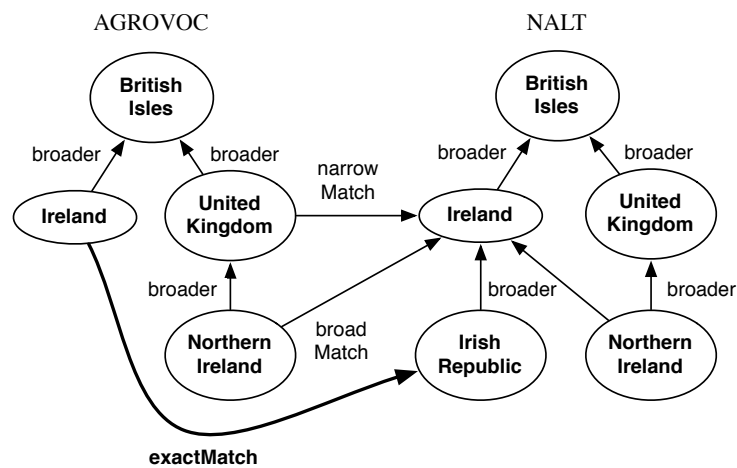 AGROVOC
NALT
British
Isles
British
Isles
broader
broader
narrow
Match
broader
broader
Ireland
United
Kingdom
Ireland
United
Kingdom
broader
broad
Match
broader
broader
Northern
Ireland
Irish
Republic
Northern
Ireland
exactMatch